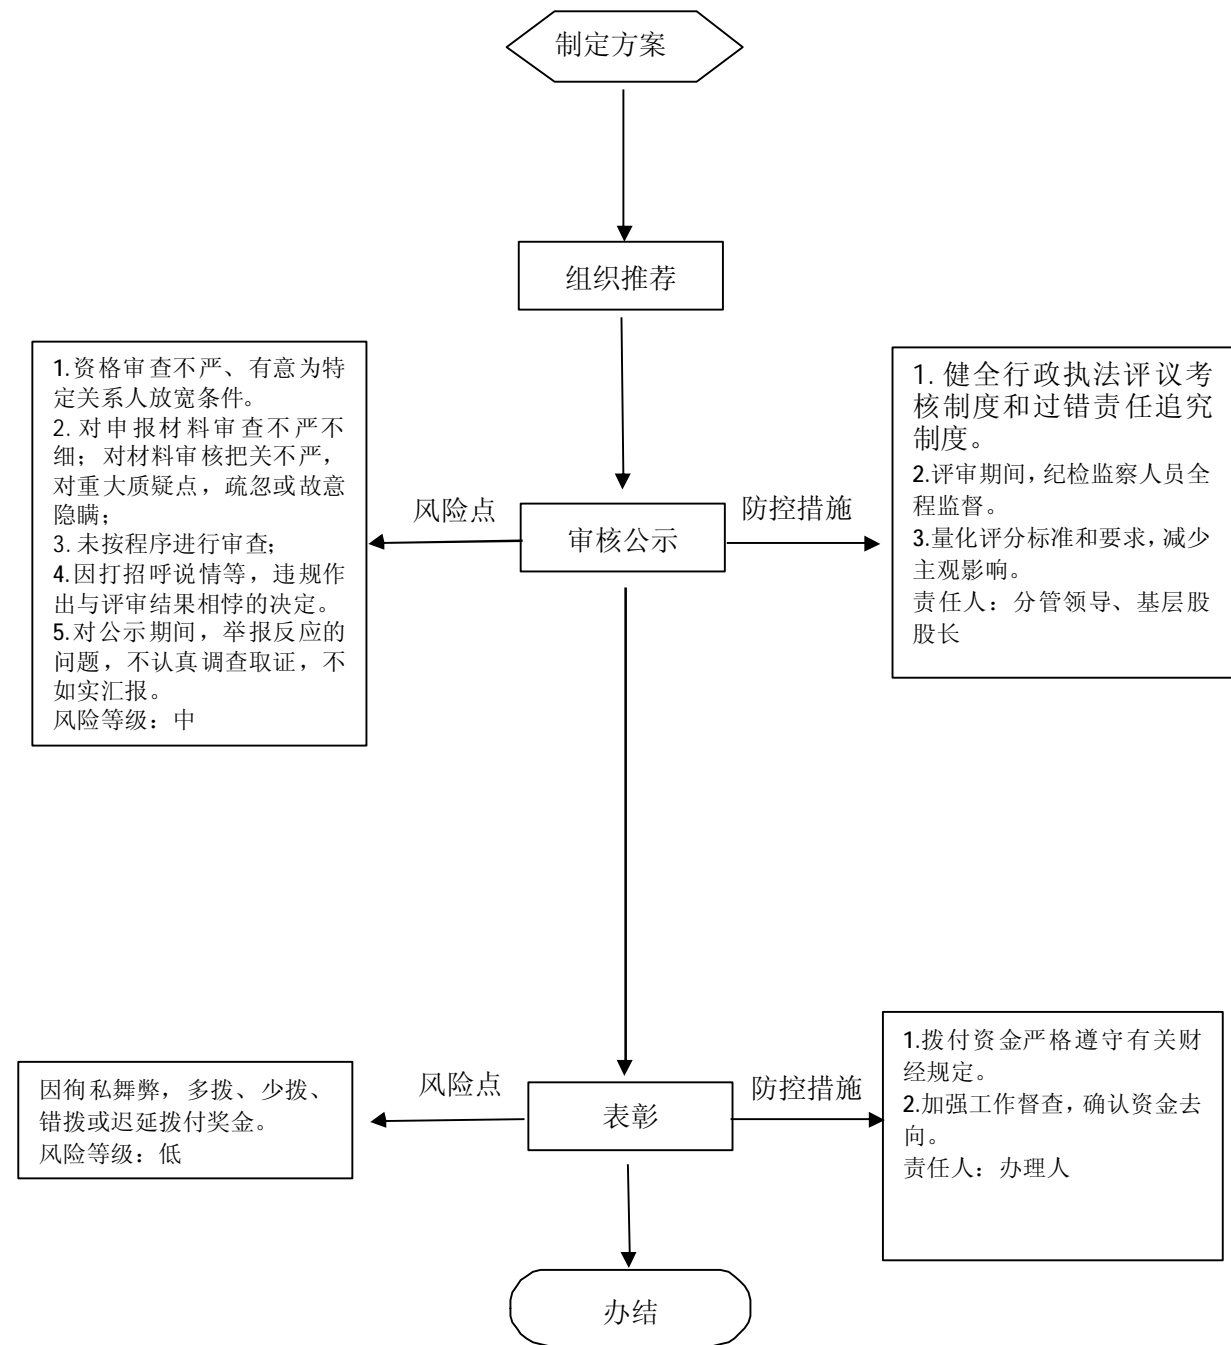 制定方案
组织推荐
1.资格审查不严、有意为特
定关系人放宽条件。
2.对申报材料审查不严不
细；对材料审核把关不严，
对重大质疑点，疏忽或故意
隐瞒；
3.未按程序进行审查；
4.因打招呼说情等，违规作
出与评审结果相悖的决定。
5.对公示期间，举报反应的
问题，不认真调查取证，不
如实汇报。
风险等级：中
风险点
审核公示
防控措施
1.健全行政执法评议考
核制度和过错责任追究
制度。
2.评审期间，纪检监察人员全
程监督。
3.量化评分标准和要求，减少
主观影响。
责任人：分管领导、基层股
股长
因徇私舞弊，多拨、少拨、
错拨或迟延拨付奖金。
风险等级：低
风险点
表彰
防控措施
1.拨付资金严格遵守有关财
经规定。
2.加强工作督查，确认资金去
向。
责任人：办理人
办结